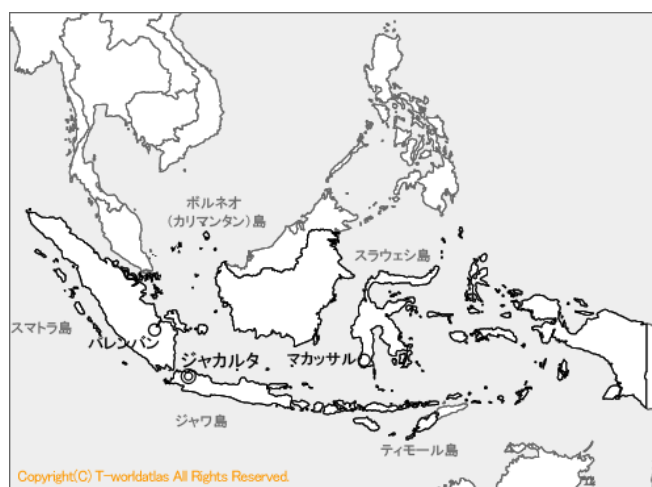 ボルネオ
(カリマンタン)島
スラウェシ島
スマトラ島
パレンバン
ジャカルタ
マカッサル
ジャワ島
ティモール島
Copyright(C) T-worldatlas All Rights Reserved.